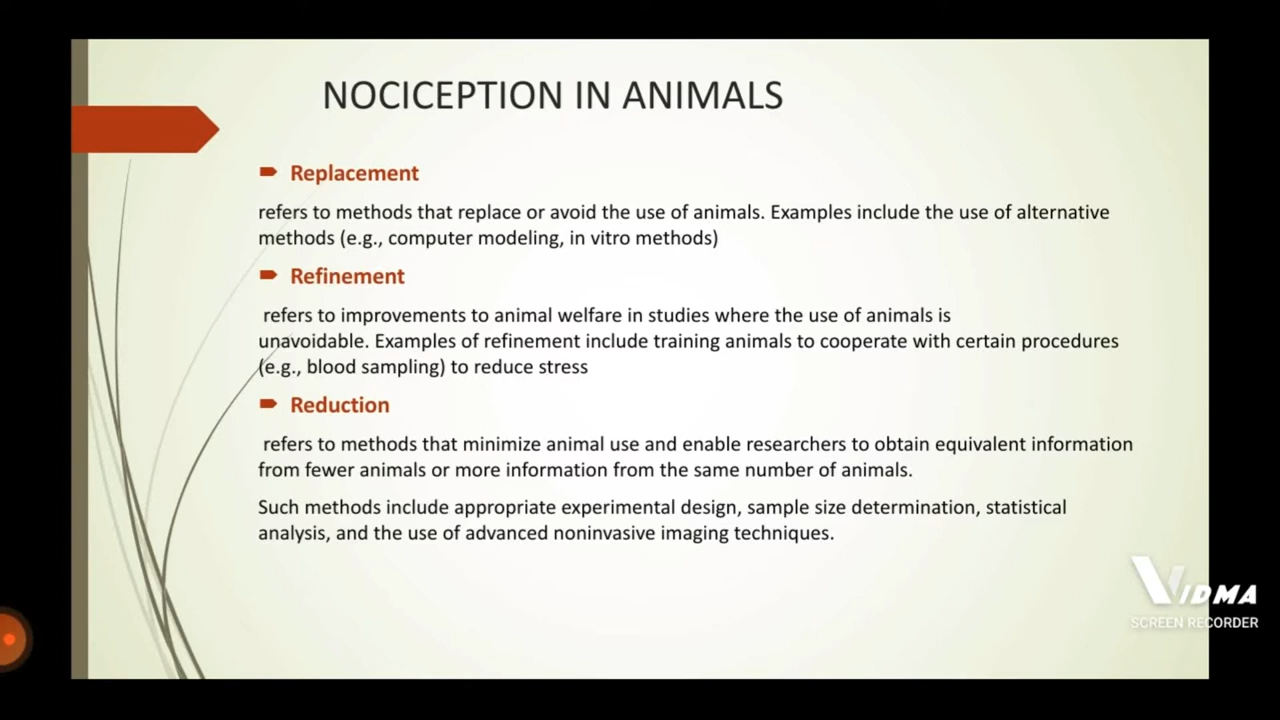 NOCICEPTION IN ANIMALS
Replacement
refers to methods that replace or avoid the use of animals. Examples include the use of alternative
methods (e.g., computer modeling, in vitro methods)
Refinement
refers to improvements to animal welfare in studies where the use of animals is
unavoidable. Examples of refinement include training animals to cooperate with certain procedures
(e.g., blood sampling) to reduce stress
Reduction
refers to methods that minimize animal use and enable researchers to obtain equivalent information
from fewer animals or more information from the same number of animals.
Such methods include appropriate experimental design, sample size determination, statistical
analysis, and the use of advanced noninvasive imaging techniques.
VIDMA
SCREEN RECORDER